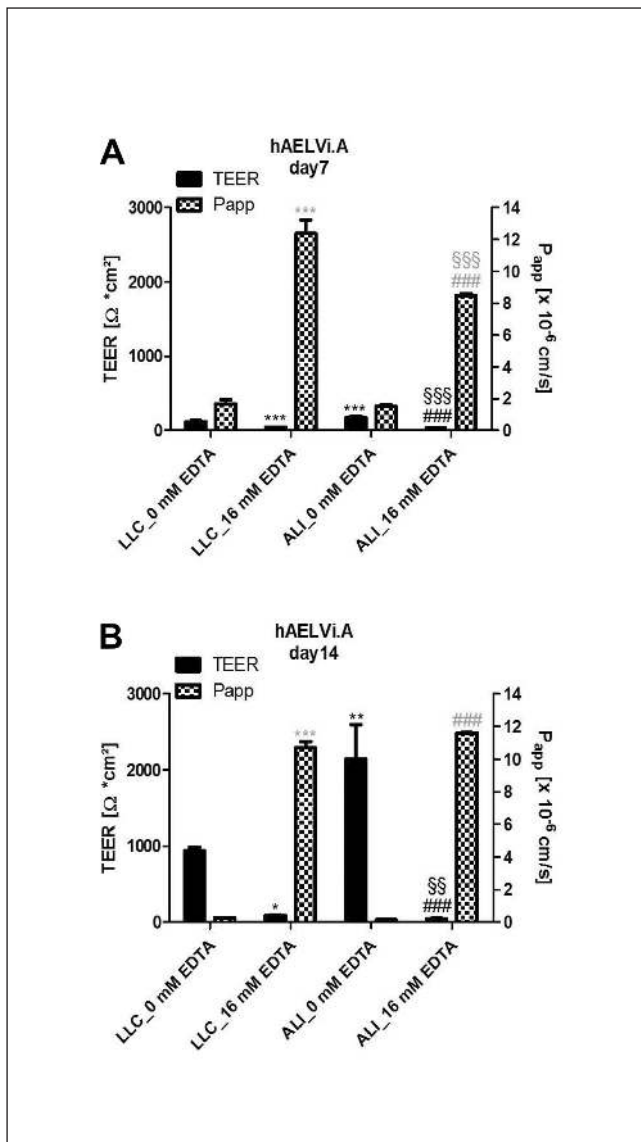 A
hAELVi.A
day7
TEER
Papp
***
§§§
###
§§§
###
***
***
3000
2000
1000
0
TEER [Ω *cm²]
14
12
10
8
6
4
2
0
Papp [x 10-6 cm/s]
LLC_0 mM EDTA
LLC_16 mM EDTA
ALI_0 mM EDTA
ALI_16 mM EDTA
B
hAELVi.A
day14
TEER
Papp
***
**
###
*
§§
###
3000
2000
1000
0
TEER [Ω *cm²]
14
12
10
8
6
4
2
0
Papp [x 10-6 cm/s]
LLC_0 mM EDTA
LLC_16 mM EDTA
ALI_0 mM EDTA
ALI_16 mM EDTA